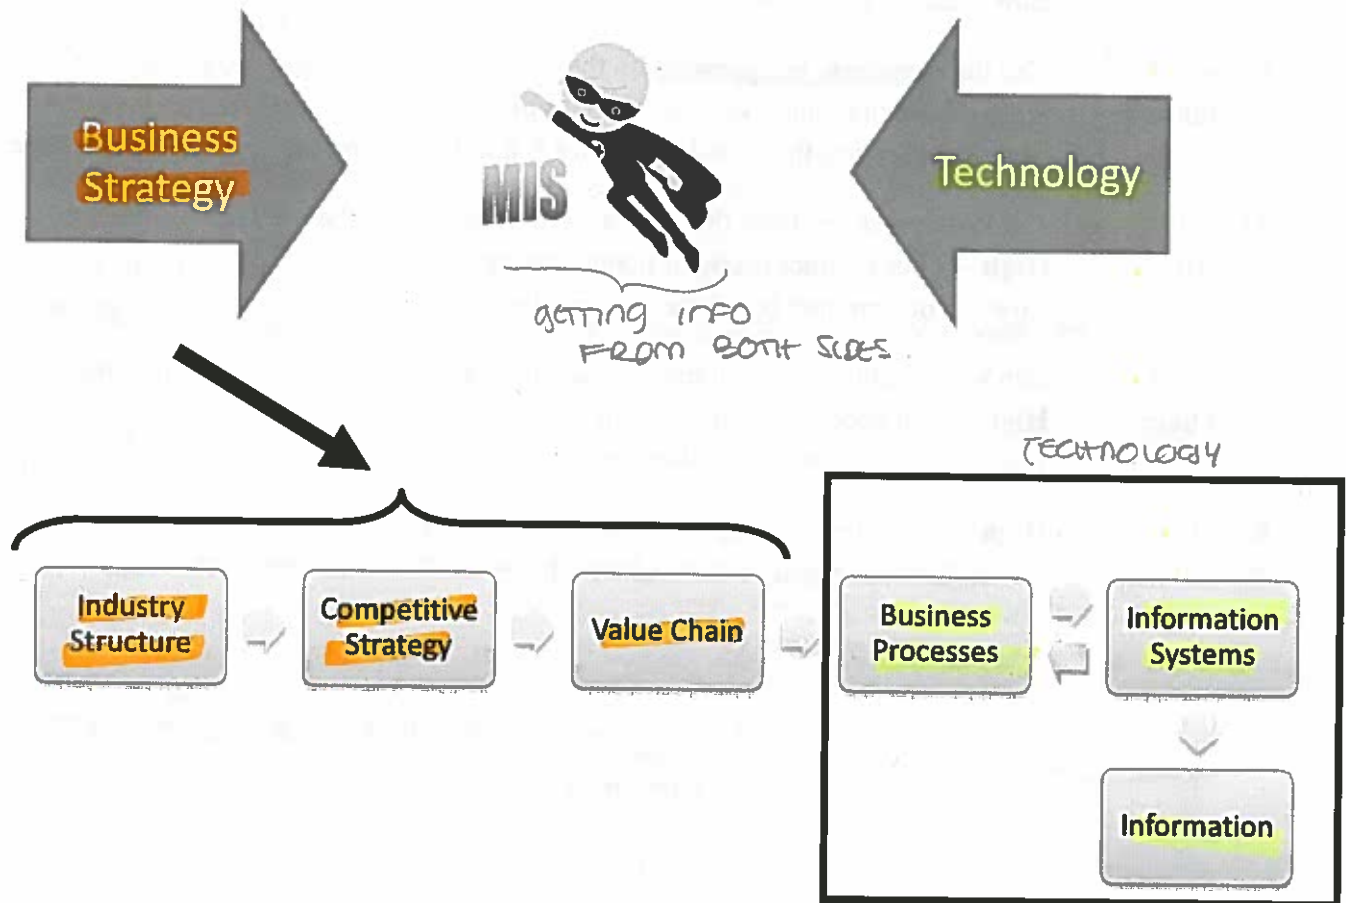 Business
Strategy
MIS
Technology
getting info
FROM BOTH SIDES.
TECHNOLOGY
Industry
Structure
Competitive
Strategy
Value Chain
Business
Processes
Information
Systems
Information